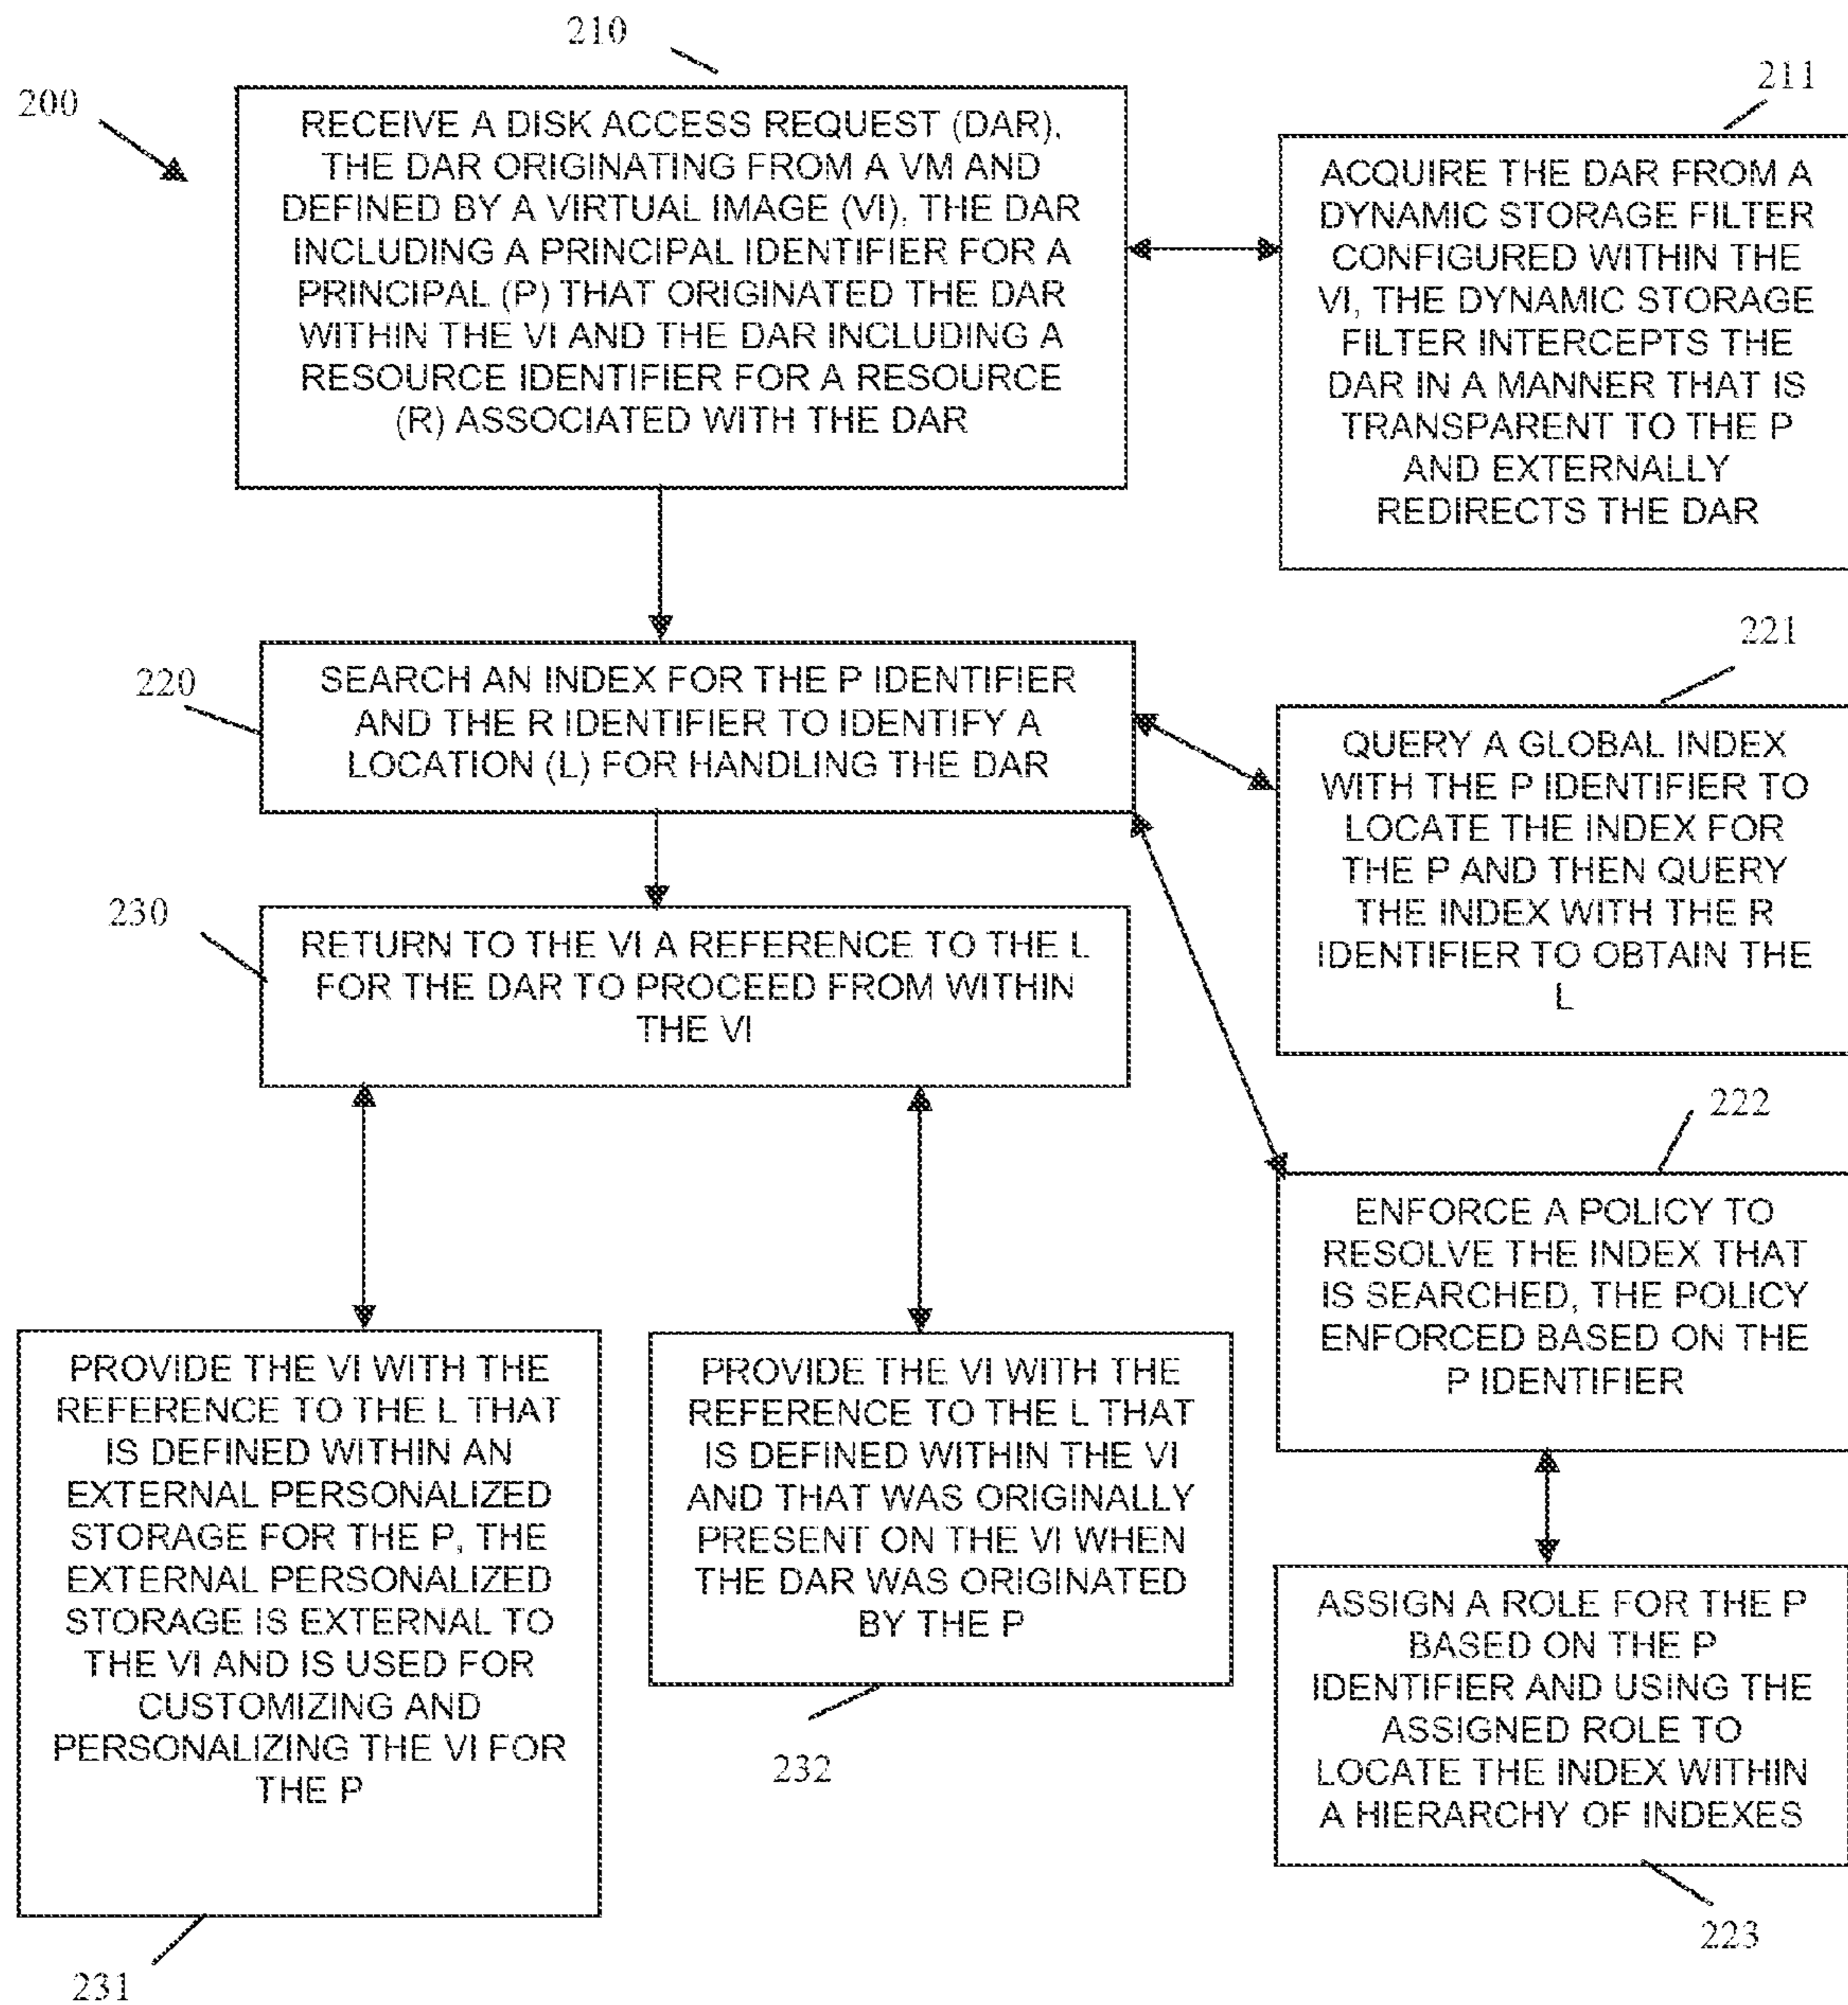 210
200
RECEIVE A DISK ACCESS REQUEST (DAR),
THE DAR ORIGINATING FROM A VM AND
DEFINED BY A VIRTUAL IMAGE (VI), THE DAR
INCLUDING A PRINCIPAL IDENTIFIER FOR A
PRINCIPAL (P) THAT ORIGINATED THE DAR
WITHIN THE VI AND THE DAR INCLUDING A
RESOURCE IDENTIFIER FOR A RESOURCE
(R) ASSOCIATED WITH THE DAR
211
ACQUIRE THE DAR FROM A
DYNAMIC STORAGE FILTER
CONFIGURED WITHIN THE
VI, THE DYNAMIC STORAGE
FILTER INTERCEPTS THE
DAR IN A MANNER THAT IS
TRANSPARENT TO THE P
AND EXTERNALLY
REDIRECTS THE DAR
220
SEARCH AN INDEX FOR THE P IDENTIFIER
AND THE R IDENTIFIER TO IDENTIFY A
LOCATION (L) FOR HANDLING THE DAR
221
QUERY A GLOBAL INDEX
WITH THE P IDENTIFIER TO
LOCATE THE INDEX FOR
THE P AND THEN QUERY
THE INDEX WITH THE R
IDENTIFIER TO OBTAIN THE
L
230
RETURN TO THE VI A REFERENCE TO THE L
FOR THE DAR TO PROCEED FROM WITHIN
THE VI
222
ENFORCE A POLICY TO
RESOLVE THE INDEX THAT
IS SEARCHED, THE POLICY
ENFORCED BASED ON THE
P IDENTIFIER
PROVIDE THE VI WITH THE
REFERENCE TO THE L THAT
IS DEFINED WITHIN AN
EXTERNAL PERSONALIZED
STORAGE FOR THE P, THE
EXTERNAL PERSONALIZED
STORAGE IS EXTERNAL TO
THE VI AND IS USED FOR
CUSTOMIZING AND
PERSONALIZING THE VI FOR
THE P
231
PROVIDE THE VI WITH THE
REFERENCE TO THE L THAT
IS DEFINED WITHIN THE VI
AND THAT WAS ORIGINALLY
PRESENT ON THE VI WHEN
THE DAR WAS ORIGINATED
BY THE P
232
ASSIGN A ROLE FOR THE P
BASED ON THE P
IDENTIFIER AND USING THE
ASSIGNED ROLE TO
LOCATE THE INDEX WITHIN
A HIERARCHY OF INDEXES
223